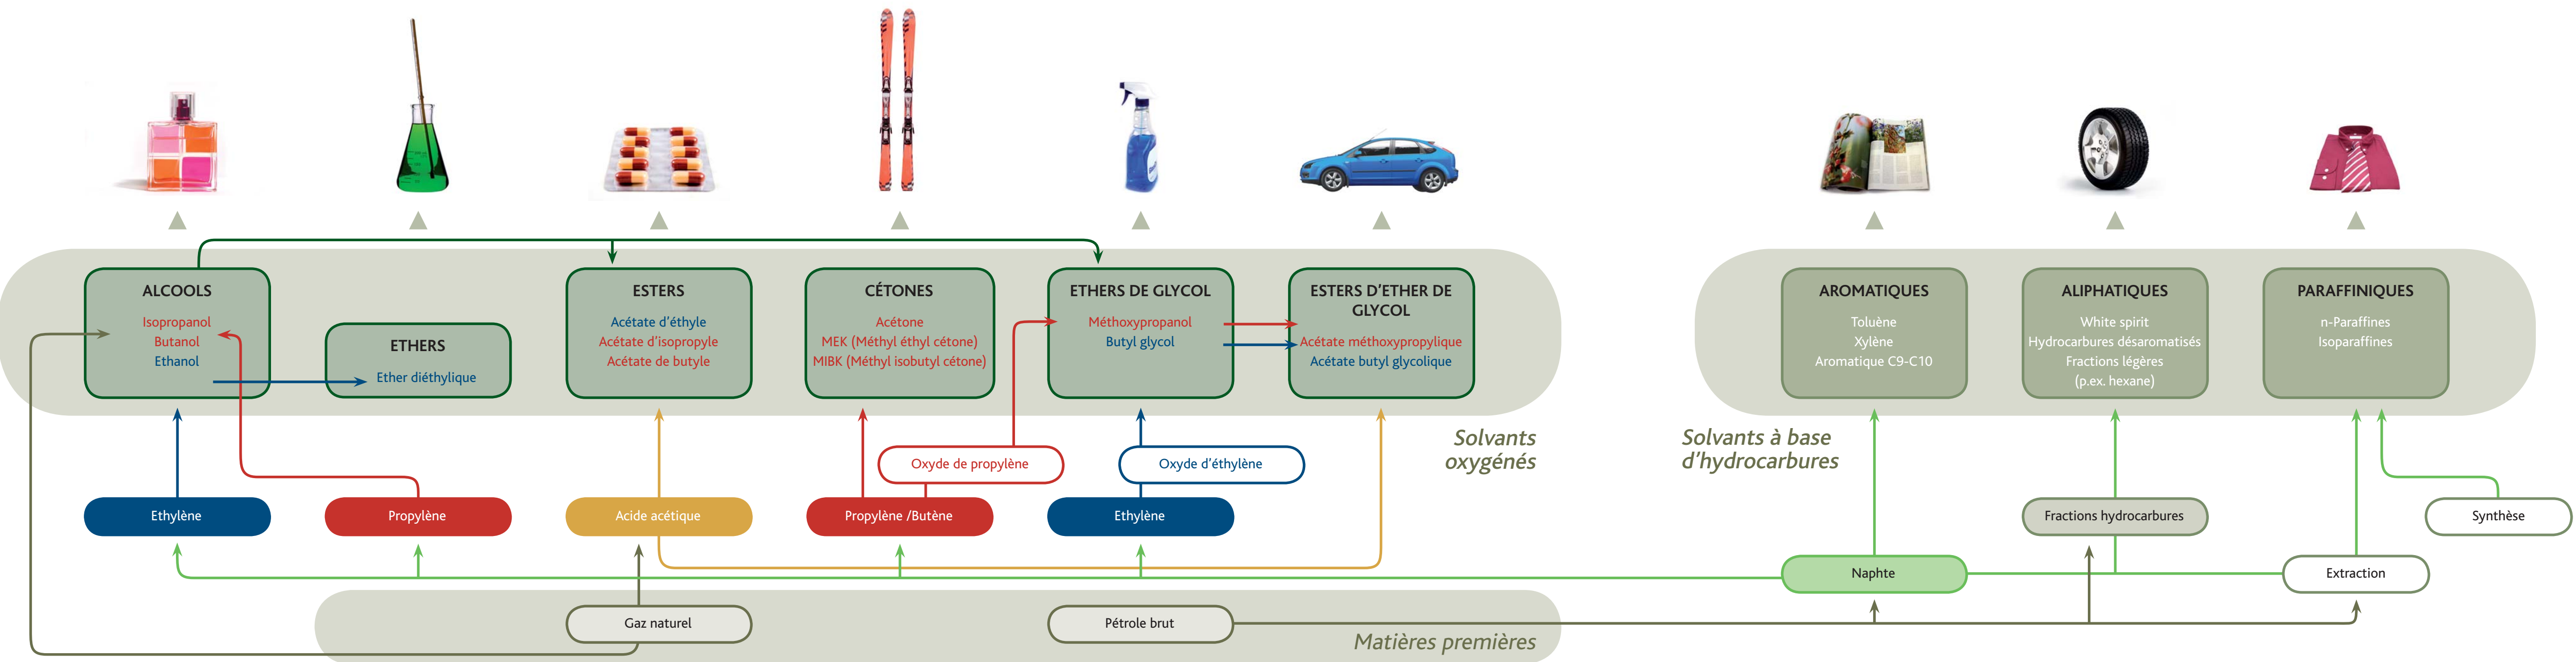 ALCOOLS
Isopropanol
Butanol
Ethanol
ETHERS
Ether diéthylique
ESTERS
Acétate d'éthyle
Acétate d'isopropyle
Acétate de butyle
CÉTONES
Acétone
MEK (Méthyl éthyl cétone)
MIBK (Méthyl isobutyl cétone)
ETHERS DE GLYCOL
Méthoxypropanol
Butyl glycol
ESTERS D'ETHER DE
GLYCOL
Acétate méthoxypropylique
Acétate butyl glycolique
AROMATIQUES
Toluène
Xylène
Aromatique C9-C10
ALIPHATIQUES
White spirit
Hydrocarbures désaromatisés
Fractions légères
(p.ex. hexane)
PARAFFINIQUES
n-Paraffines
Isoparaffines
Solvants
oxygénés
Solvants à base
d'hydrocarbures
Oxyde de propylène
Oxyde d'éthylène
Ethylène
Propylène
Acide acétique
Propylène /Butène
Ethylène
Fractions hydrocarbures
Synthèse
Naphte
Extraction
Gaz naturel
Pétrole brut
Matières premières